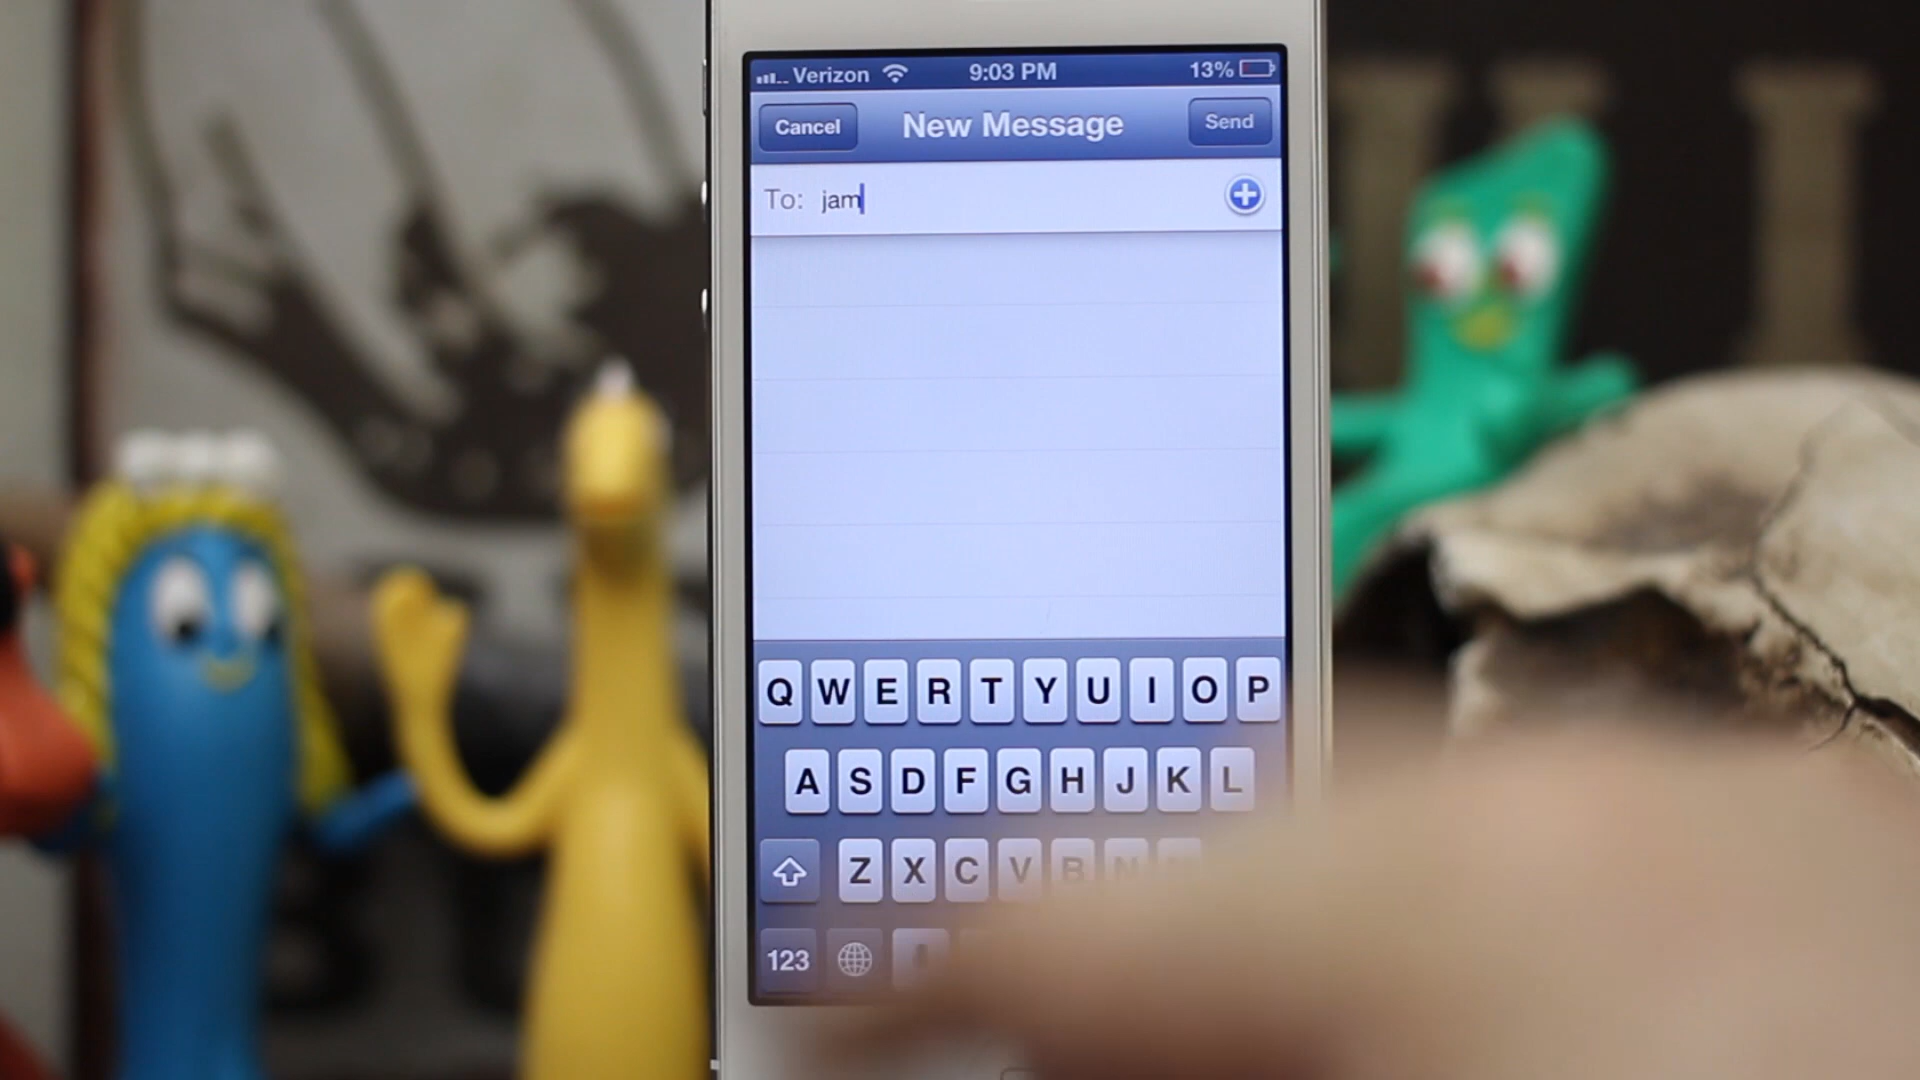 Verizon 9:03 PM 13%
Cancel New Message Send
To: jam
Q W E R T Y U I O P
A S D F G H J K L
Z X C V B N
123